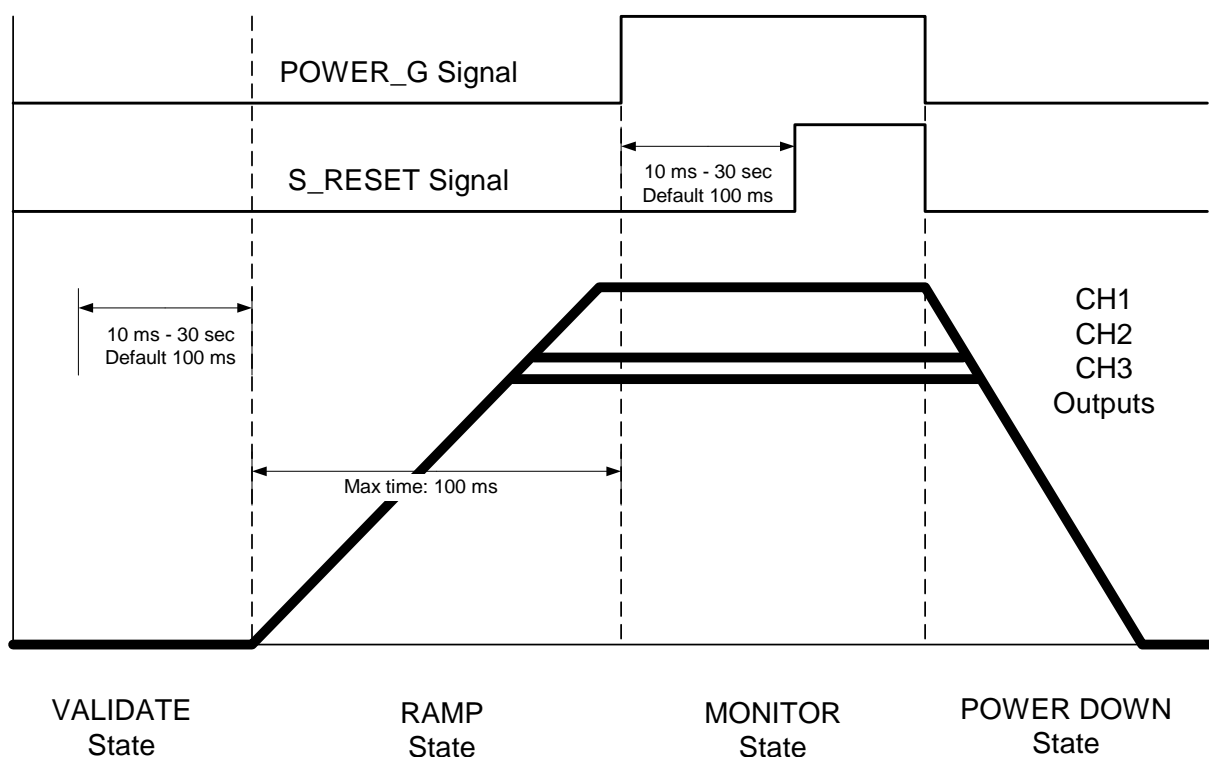 POWER_G Signal
S_RESET Signal
10 ms - 30 sec
Default 100 ms
10 ms - 30 sec
Default 100 ms
CH1
CH2
CH3
Outputs
Max time: 100 ms
VALIDATE
State
RAMP
State
MONITOR
State
POWER DOWN
State